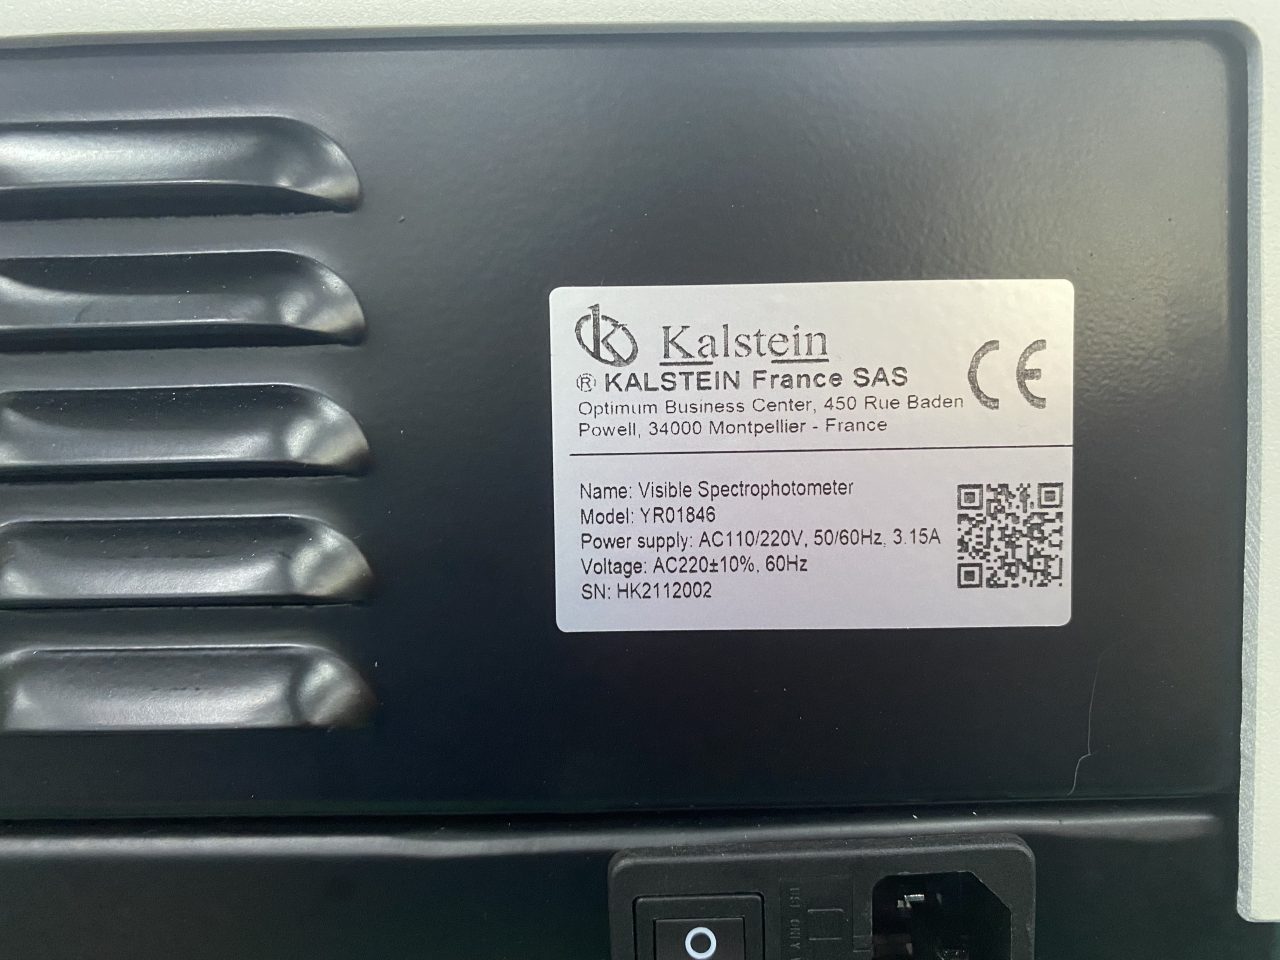 Kalstein
® KALSTEIN France SAS
Optimum Business Center, 450 Rue Baden
Powell, 34000 Montpellier - France
CE
Name: Visible Spectrophotometer
Model: YR01846
Power supply: AC110/220V, 50/60Hz, 3.15A
Voltage: AC220±10%, 60Hz
SN: HK2112002